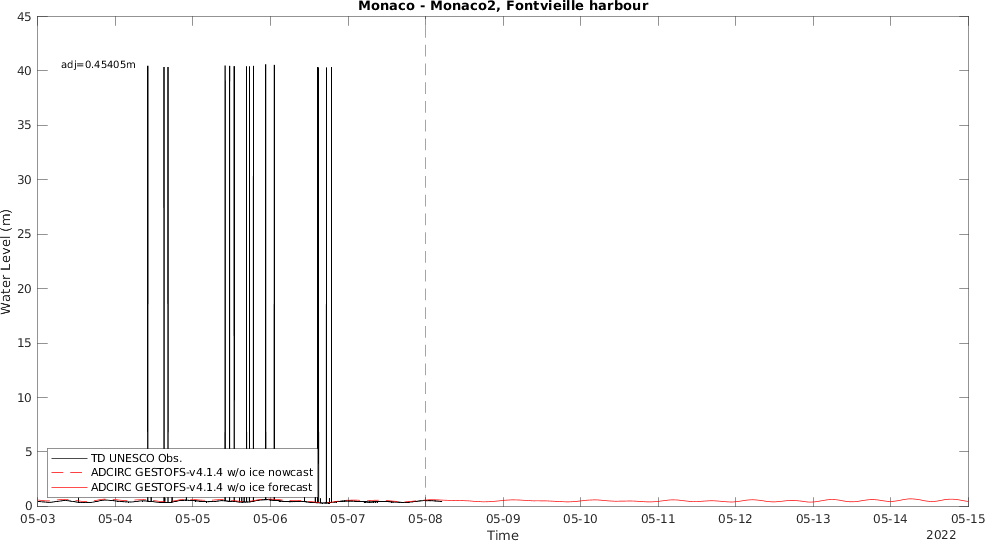 Monaco - Monaco2, Fontvieille harbour
45
40
35
30
25
20
15
10
5
0
Water Level (m)
adj=0.45405m
TD UNESCO Obs.
ADCIRC GESTOFS-v4.1.4 w/o ice nowcast
ADCIRC GESTOFS-v4.1.4 w/o ice forecast
05-03 05-04 05-05 05-06 05-07 05-08 05-09 05-10 05-11 05-12 05-13 05-14 05-15
Time
2022